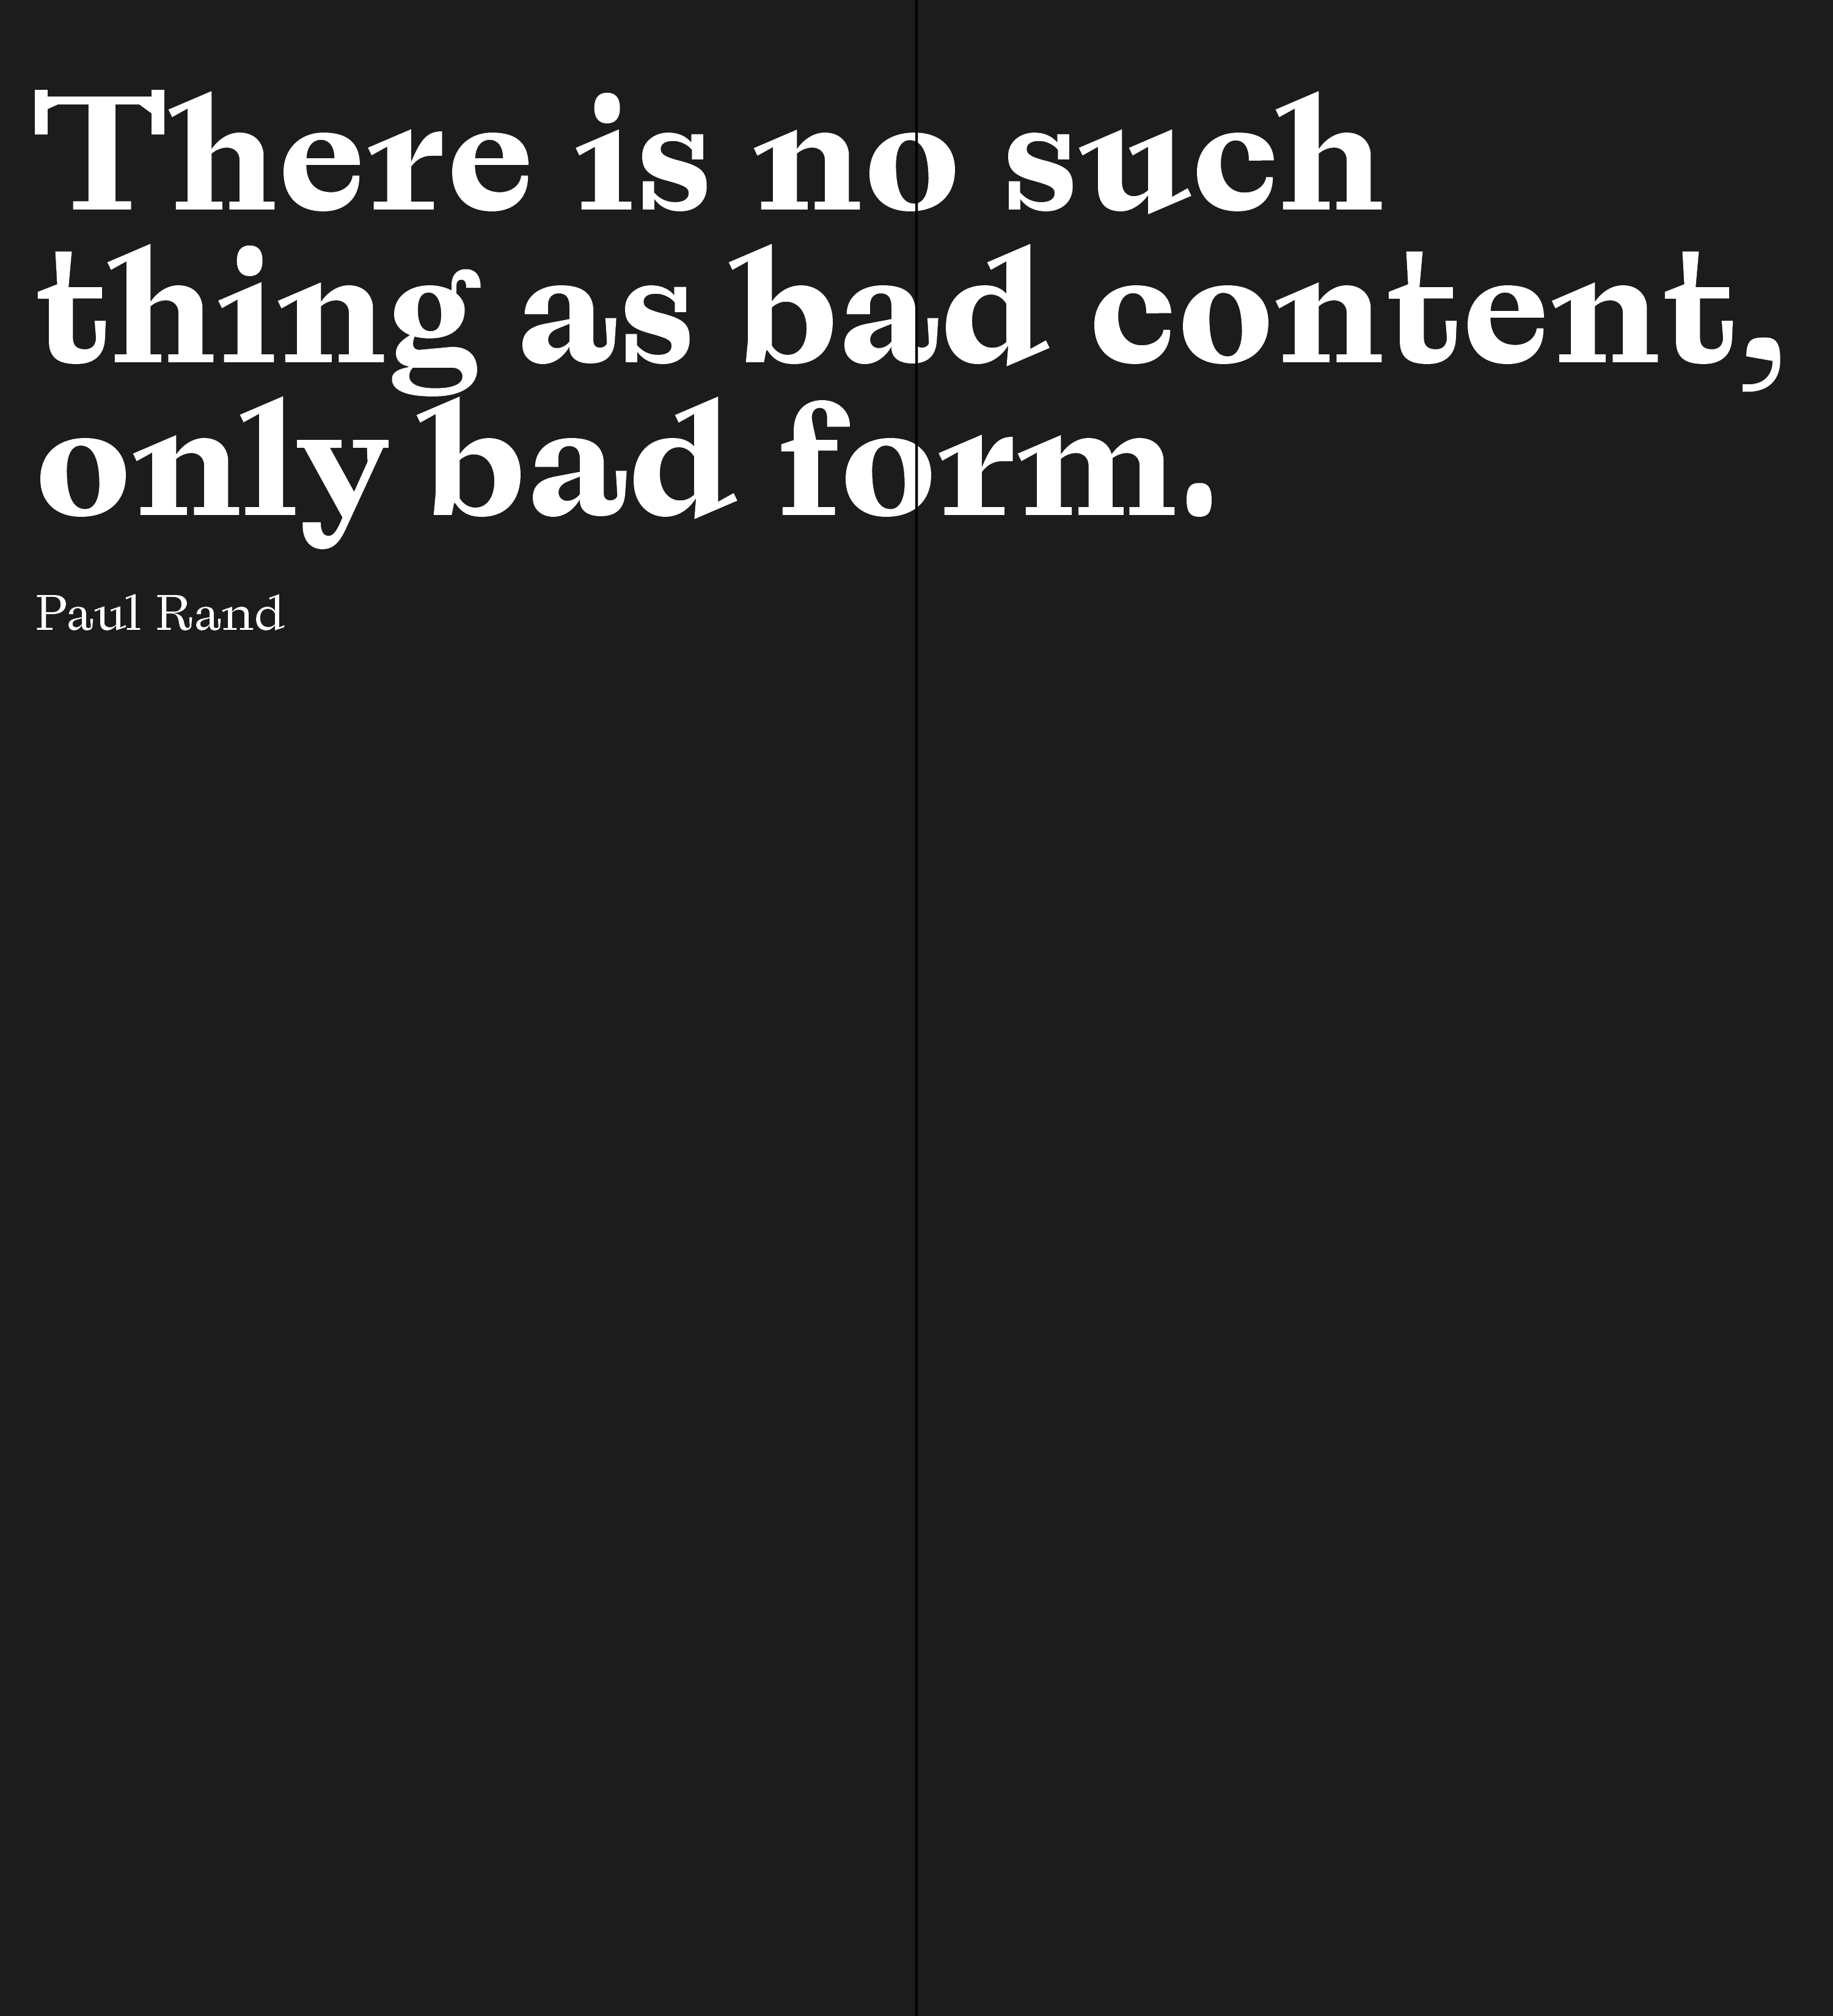 There is no such
thing as bad content,
only bad form.
Paul Rand